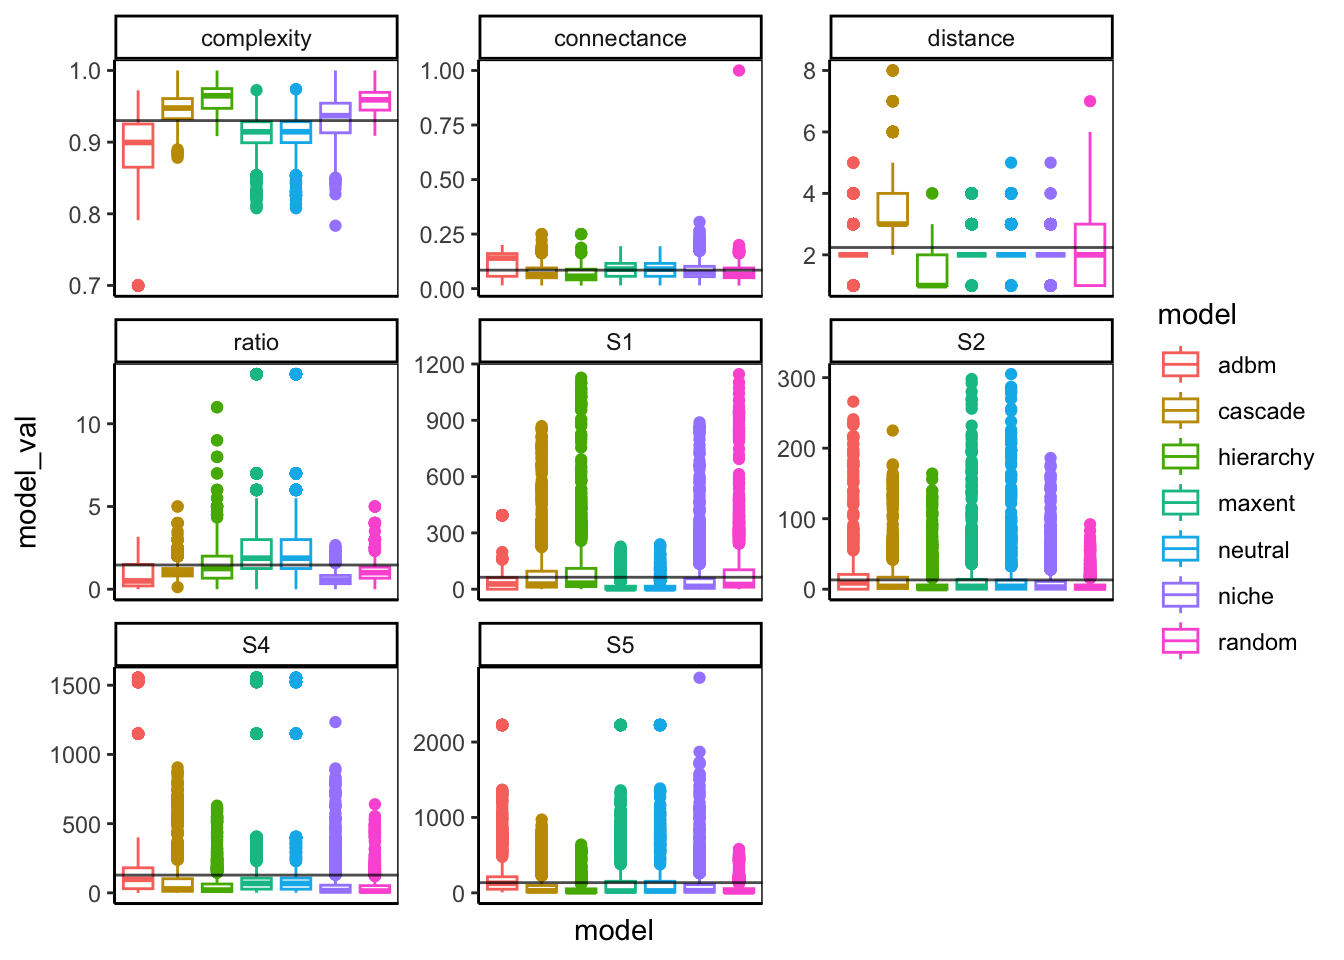 complexity
connectance
distance
1.0
0.9
0.8
0.7
1.00
0.75
0.50
0.25
0.00
8
6
4
2
ratio
S1
S2
10
5
0
1200
900
600
300
0
300
200
100
0
S4
S5
1500
1000
500
0
2000
1000
0
model_val
model
model
adbm
cascade
hierarchy
maxent
neutral
niche
random